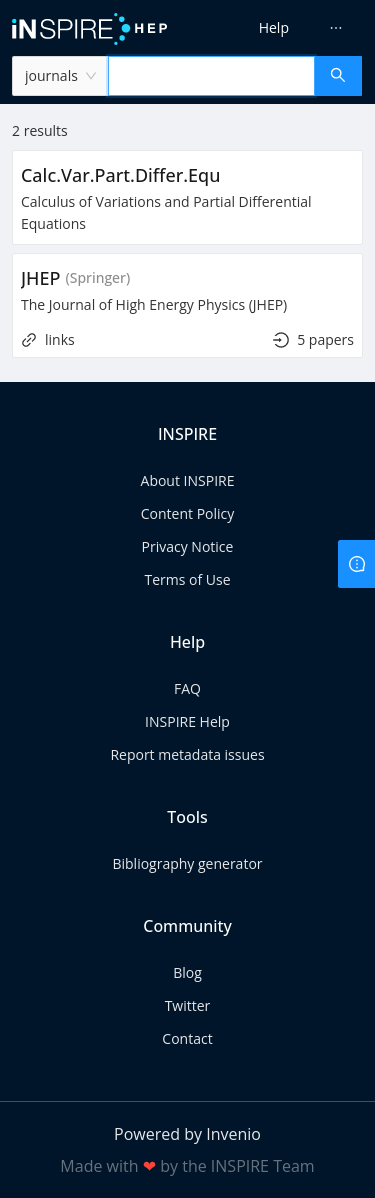 iNSPIRE HEP
Help
···
journals
2 results
Calc.Var.Part.Differ.Equ
Calculus of Variations and Partial Differential
Equations
JHEP (Springer)
The Journal of High Energy Physics (JHEP)
links
5 papers
INSPIRE
About INSPIRE
Content Policy
Privacy Notice
Terms of Use
Help
FAQ
INSPIRE Help
Report metadata issues
Tools
Bibliography generator
Community
Blog
Twitter
Contact
Powered by Invenio
Made with ❤ by the INSPIRE Team